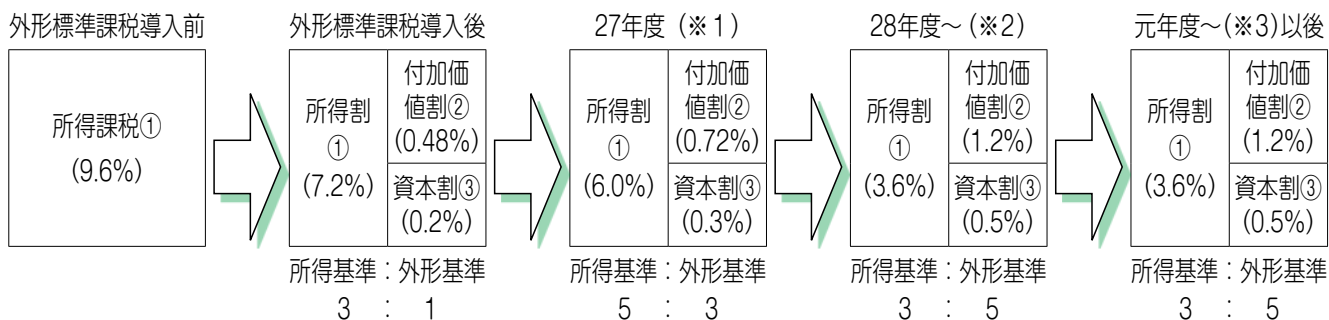 外形標準課税導入前
所得課税①
(9.6%)
外形標準課税導入後
所得割
①
(7.2%)
付加価
値割②
(0.48%)
資本割③
(0.2%)
所得基準：外形基準
3 ： 1
27年度（※1）
所得割
①
(6.0%)
付加価
値割②
(0.72%)
資本割③
(0.3%)
所得基準：外形基準
5 ： 3
28年度～（※2）
所得割
①
(3.6%)
付加価
値割②
(1.2%)
資本割③
(0.5%)
所得基準：外形基準
3 ： 5
元年度～(※3)以後
所得割
①
(3.6%)
付加価
値割②
(1.2%)
資本割③
(0.5%)
所得基準：外形基準
3 ： 5